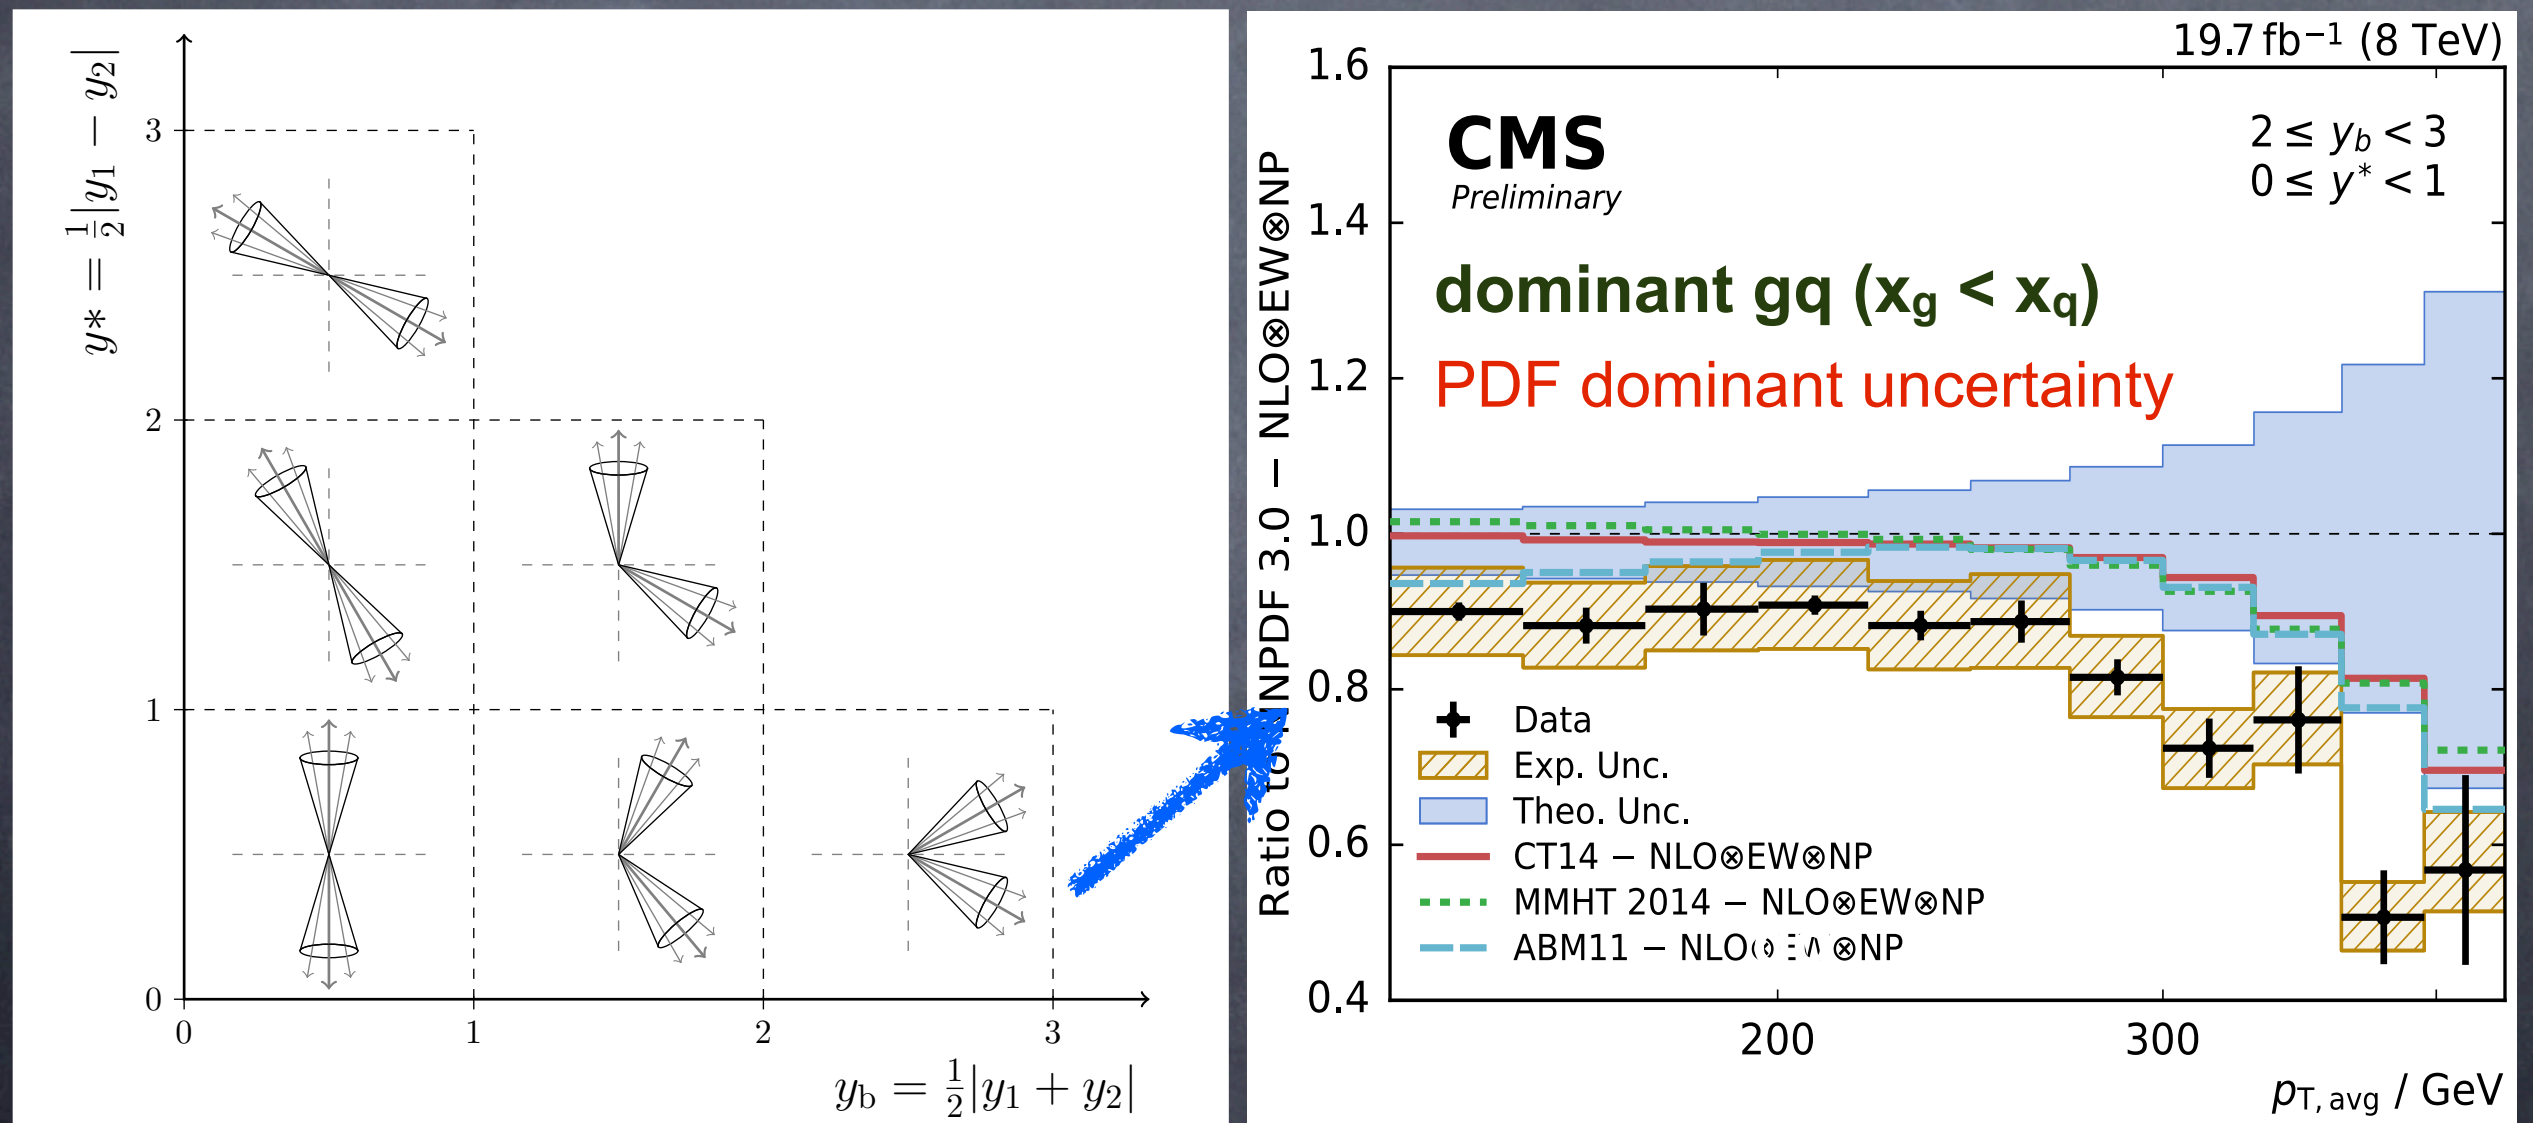 y* = ½|y₁ − y₂|
3
2
1
0
0 1 2 3
y_b = ½|y₁ + y₂|
19.7 fb⁻¹ (8 TeV)
Ratio to NNPDF 3.0 − NLO⊗EW⊗NP
1.6
1.4
1.2
1.0
0.8
0.6
0.4
CMS
Preliminary
2 ≤ y_b < 3
0 ≤ y* < 1
dominant gq (x_g < x_q)
PDF dominant uncertainty
Data
Exp. Unc.
Theo. Unc.
CT14 − NLO⊗EW⊗NP
MMHT 2014 − NLO⊗EW⊗NP
ABM11 − NLO⊗EW⊗NP
200 300
p_T, avg / GeV